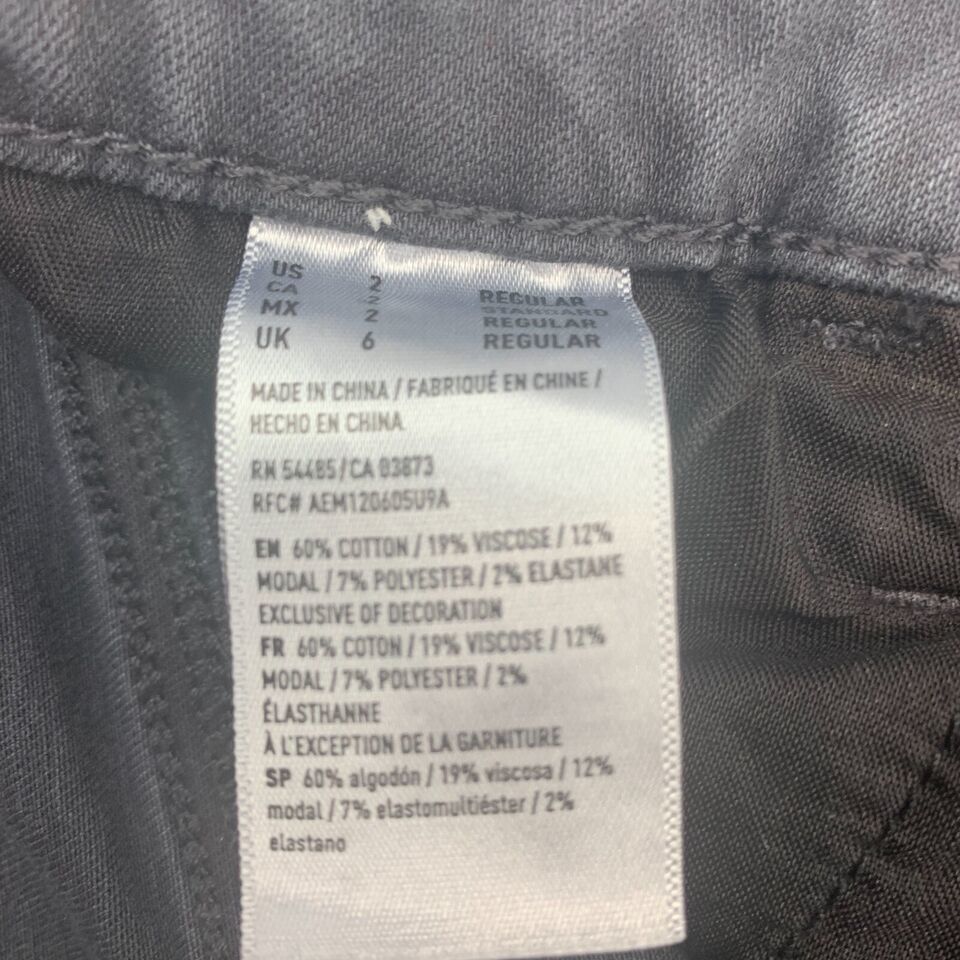 US 2 REGULAR
CA 2 STANDARD
MX 2 REGULAR
UK 6 REGULAR
MADE IN CHINA / FABRIQUÉ EN CHINE /
HECHO EN CHINA
RN 54485/CA 03873
RFC# AEM120605U9A
EN 60% COTTON / 19% VISCOSE / 12%
MODAL / 7% POLYESTER / 2% ELASTANE
EXCLUSIVE OF DECORATION
FR 60% COTON / 19% VISCOSE / 12%
MODAL / 7% POLYESTER / 2%
ÉLASTHANNE
À L'EXCEPTION DE LA GARNITURE
SP 60% algodón / 19% viscosa / 12%
modal / 7% elastomultiéster / 2%
elastano